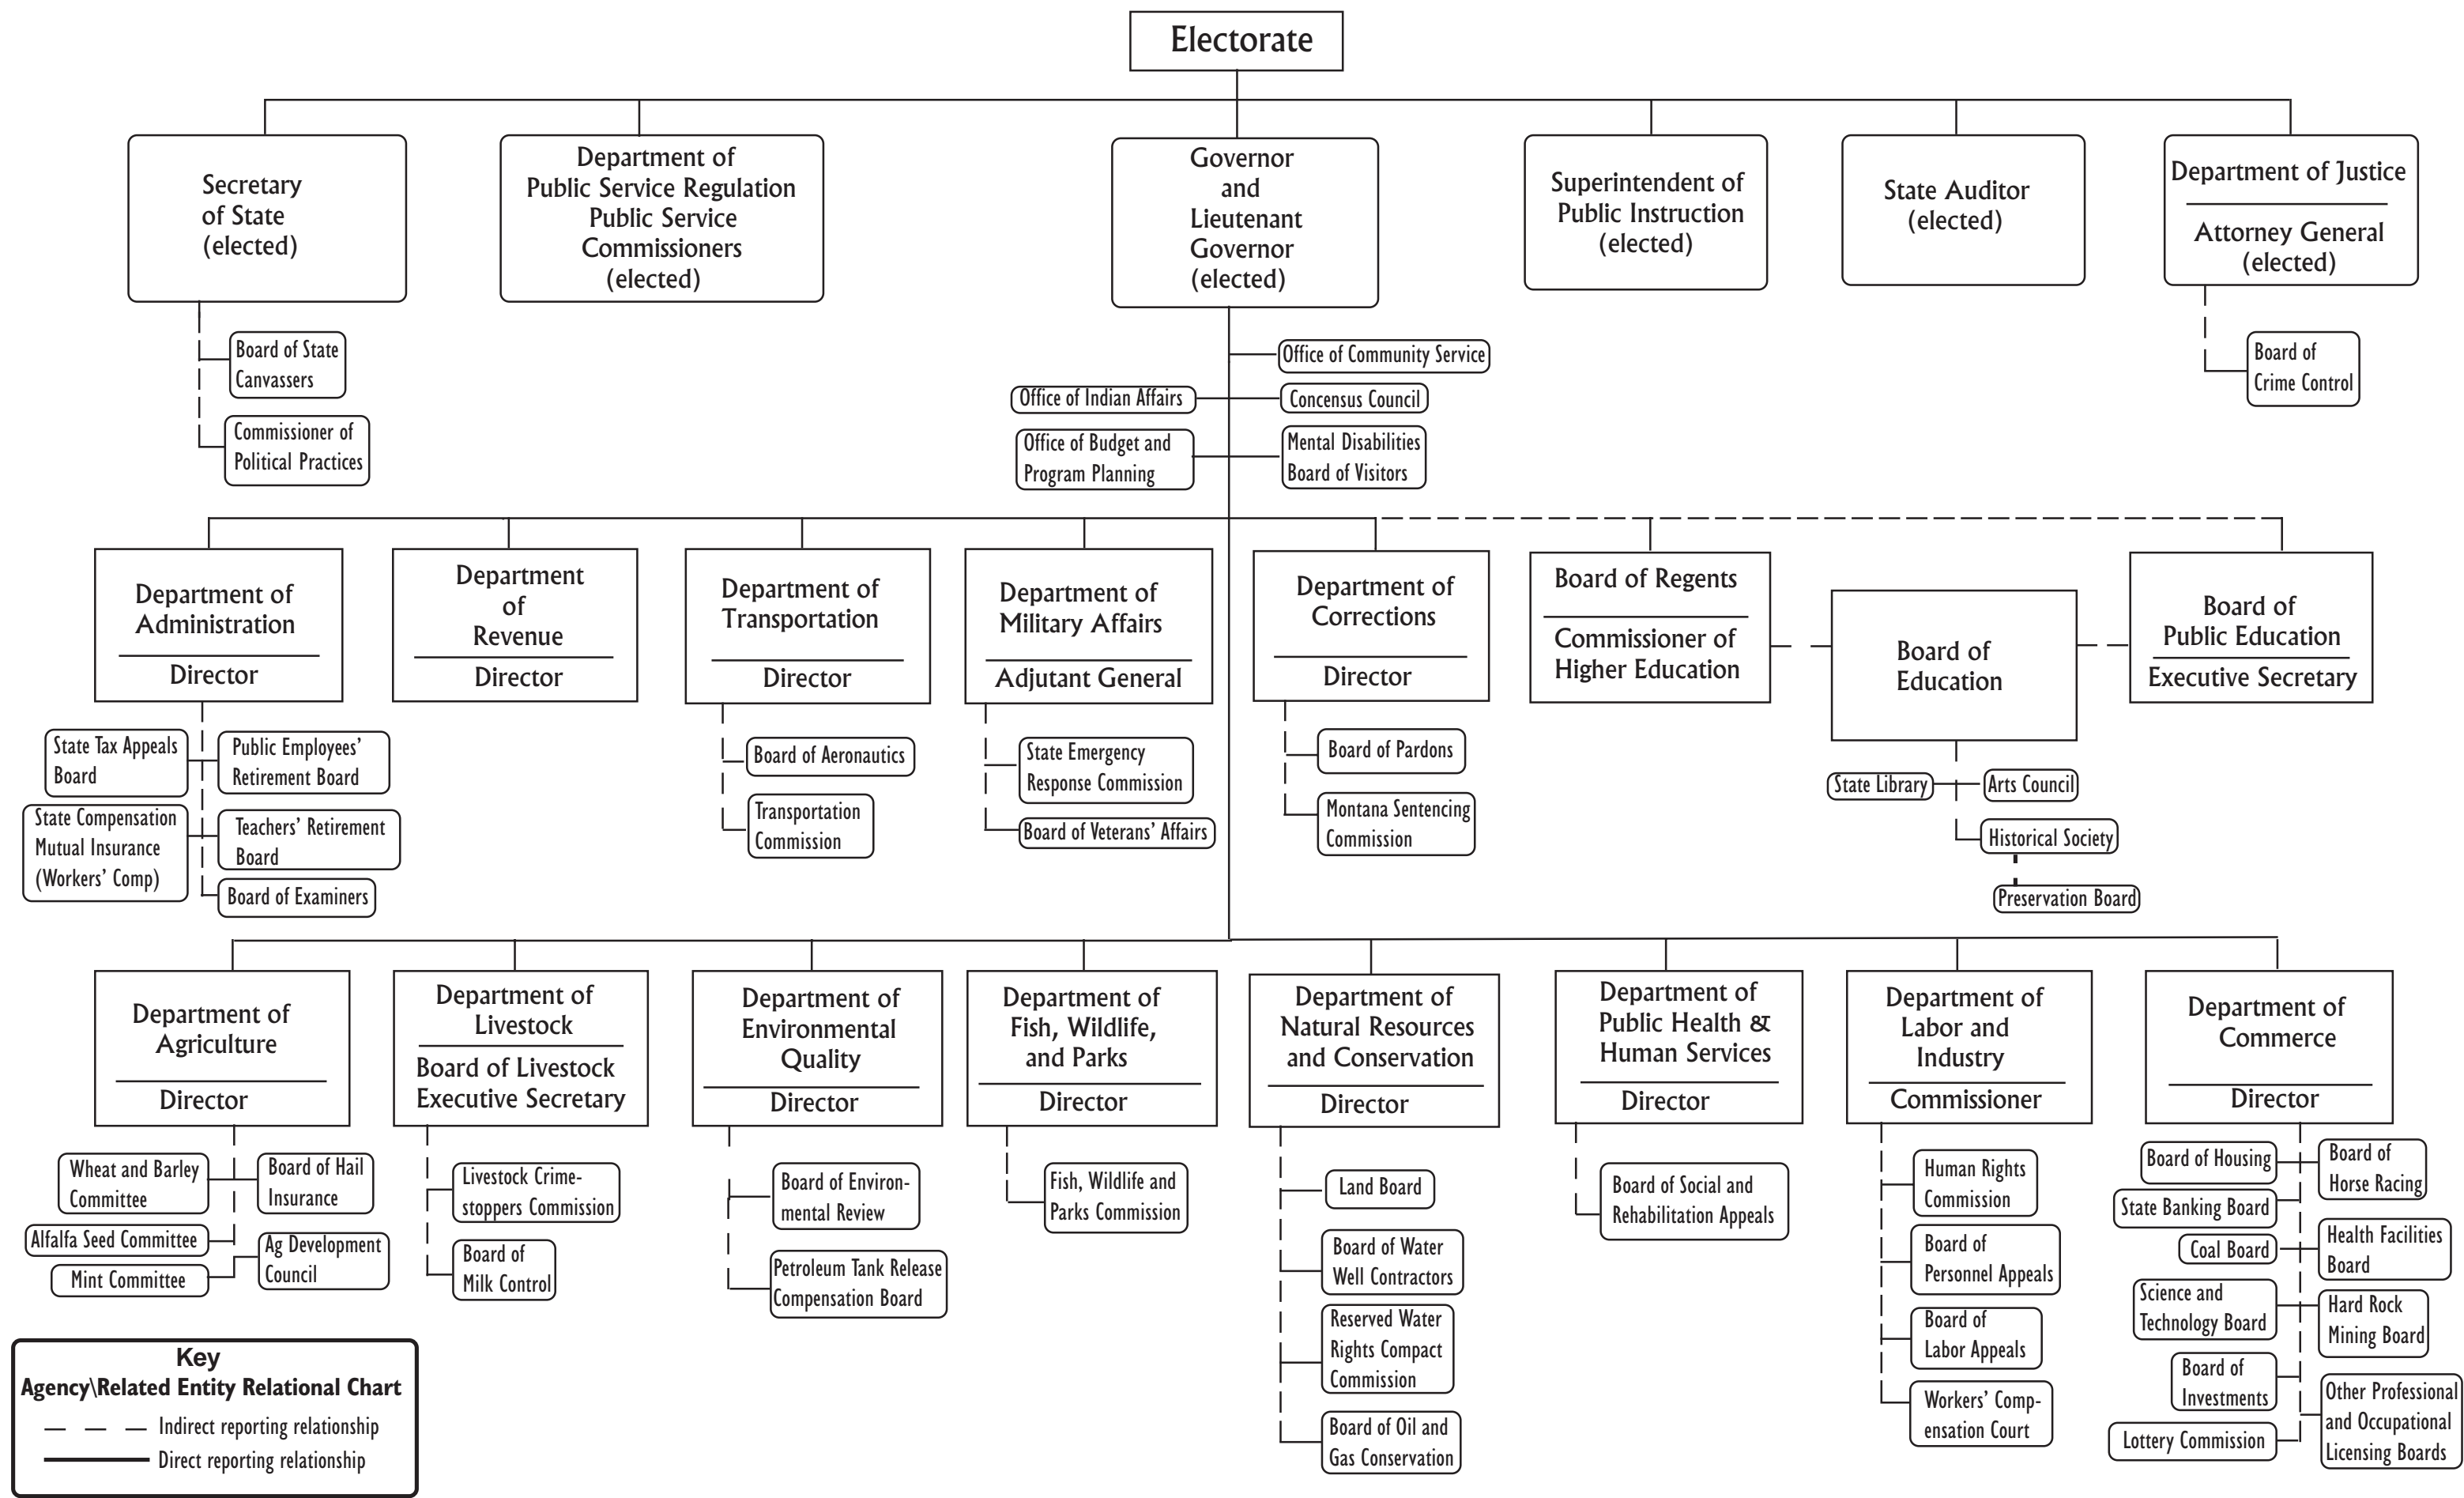 Electorate
Secretary
of State
(elected)
Department of
Public Service Regulation
Public Service
Commissioners
(elected)
Governor
and
Lieutenant
Governor
(elected)
Superintendent of
Public Instruction
(elected)
State Auditor
(elected)
Department of Justice
Attorney General
(elected)
Board of State
Canvassers
Commissioner of
Political Practices
Office of Community Service
Office of Indian Affairs
Concensus Council
Office of Budget and
Program Planning
Mental Disabilities
Board of Visitors
Board of
Crime Control
Department of
Administration
Director
Department
of
Revenue
Director
Department of
Transportation
Director
Department of
Military Affairs
Adjutant General
Department of
Corrections
Director
Board of Regents
Commissioner of
Higher Education
Board of
Education
Board of
Public Education
Executive Secretary
State Tax Appeals
Board
Public Employees’
Retirement Board
State Compensation
Mutual Insurance
(Workers’ Comp)
Teachers’ Retirement
Board
Board of Examiners
Board of Aeronautics
Transportation
Commission
State Emergency
Response Commission
Board of Veterans’ Affairs
Board of Pardons
Montana Sentencing
Commission
State Library
Arts Council
Historical Society
Preservation Board
Department of
Agriculture
Director
Department of
Livestock
Board of Livestock
Executive Secretary
Department of
Environmental
Quality
Director
Department of
Fish, Wildlife,
and Parks
Director
Department of
Natural Resources
and Conservation
Director
Department of
Public Health &
Human Services
Director
Department of
Labor and
Industry
Commissioner
Department of
Commerce
Director
Wheat and Barley
Committee
Board of Hail
Insurance
Alfalfa Seed Committee
Ag Development
Council
Mint Committee
Livestock Crime-
stoppers Commission
Board of
Milk Control
Board of Environ-
mental Review
Petroleum Tank Release
Compensation Board
Fish, Wildlife and
Parks Commission
Land Board
Board of Water
Well Contractors
Reserved Water
Rights Compact
Commission
Board of Oil and
Gas Conservation
Board of Social and
Rehabilitation Appeals
Human Rights
Commission
Board of
Personnel Appeals
Board of
Labor Appeals
Workers’ Comp-
ensation Court
Board of Housing
Board of
Horse Racing
State Banking Board
Coal Board
Health Facilities
Board
Science and
Technology Board
Hard Rock
Mining Board
Board of
Investments
Other Professional
and Occupational
Licensing Boards
Lottery Commission
Key
Agency\Related Entity Relational Chart
Indirect reporting relationship
Direct reporting relationship